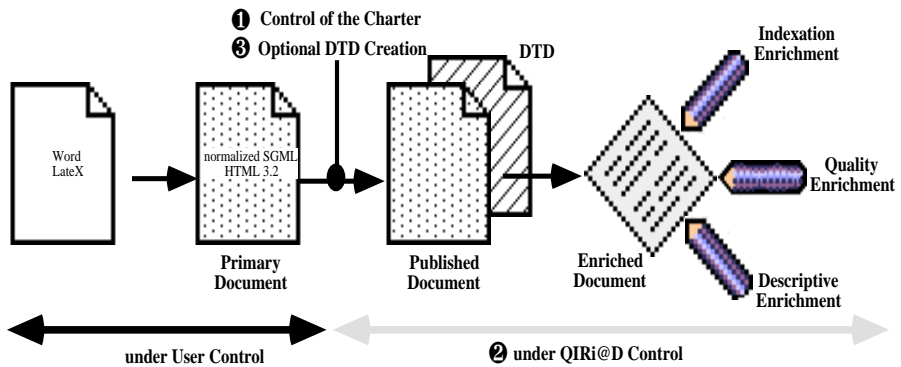 ❶ Control of the Charter
❸ Optional DTD Creation
DTD
Indexation
Enrichment
Word
LateX
normalized SGML
HTML 3.2
Quality
Enrichment
Primary
Document
Published
Document
Enriched
Document
Descriptive
Enrichment
under User Control
❷ under QIRi@D Control